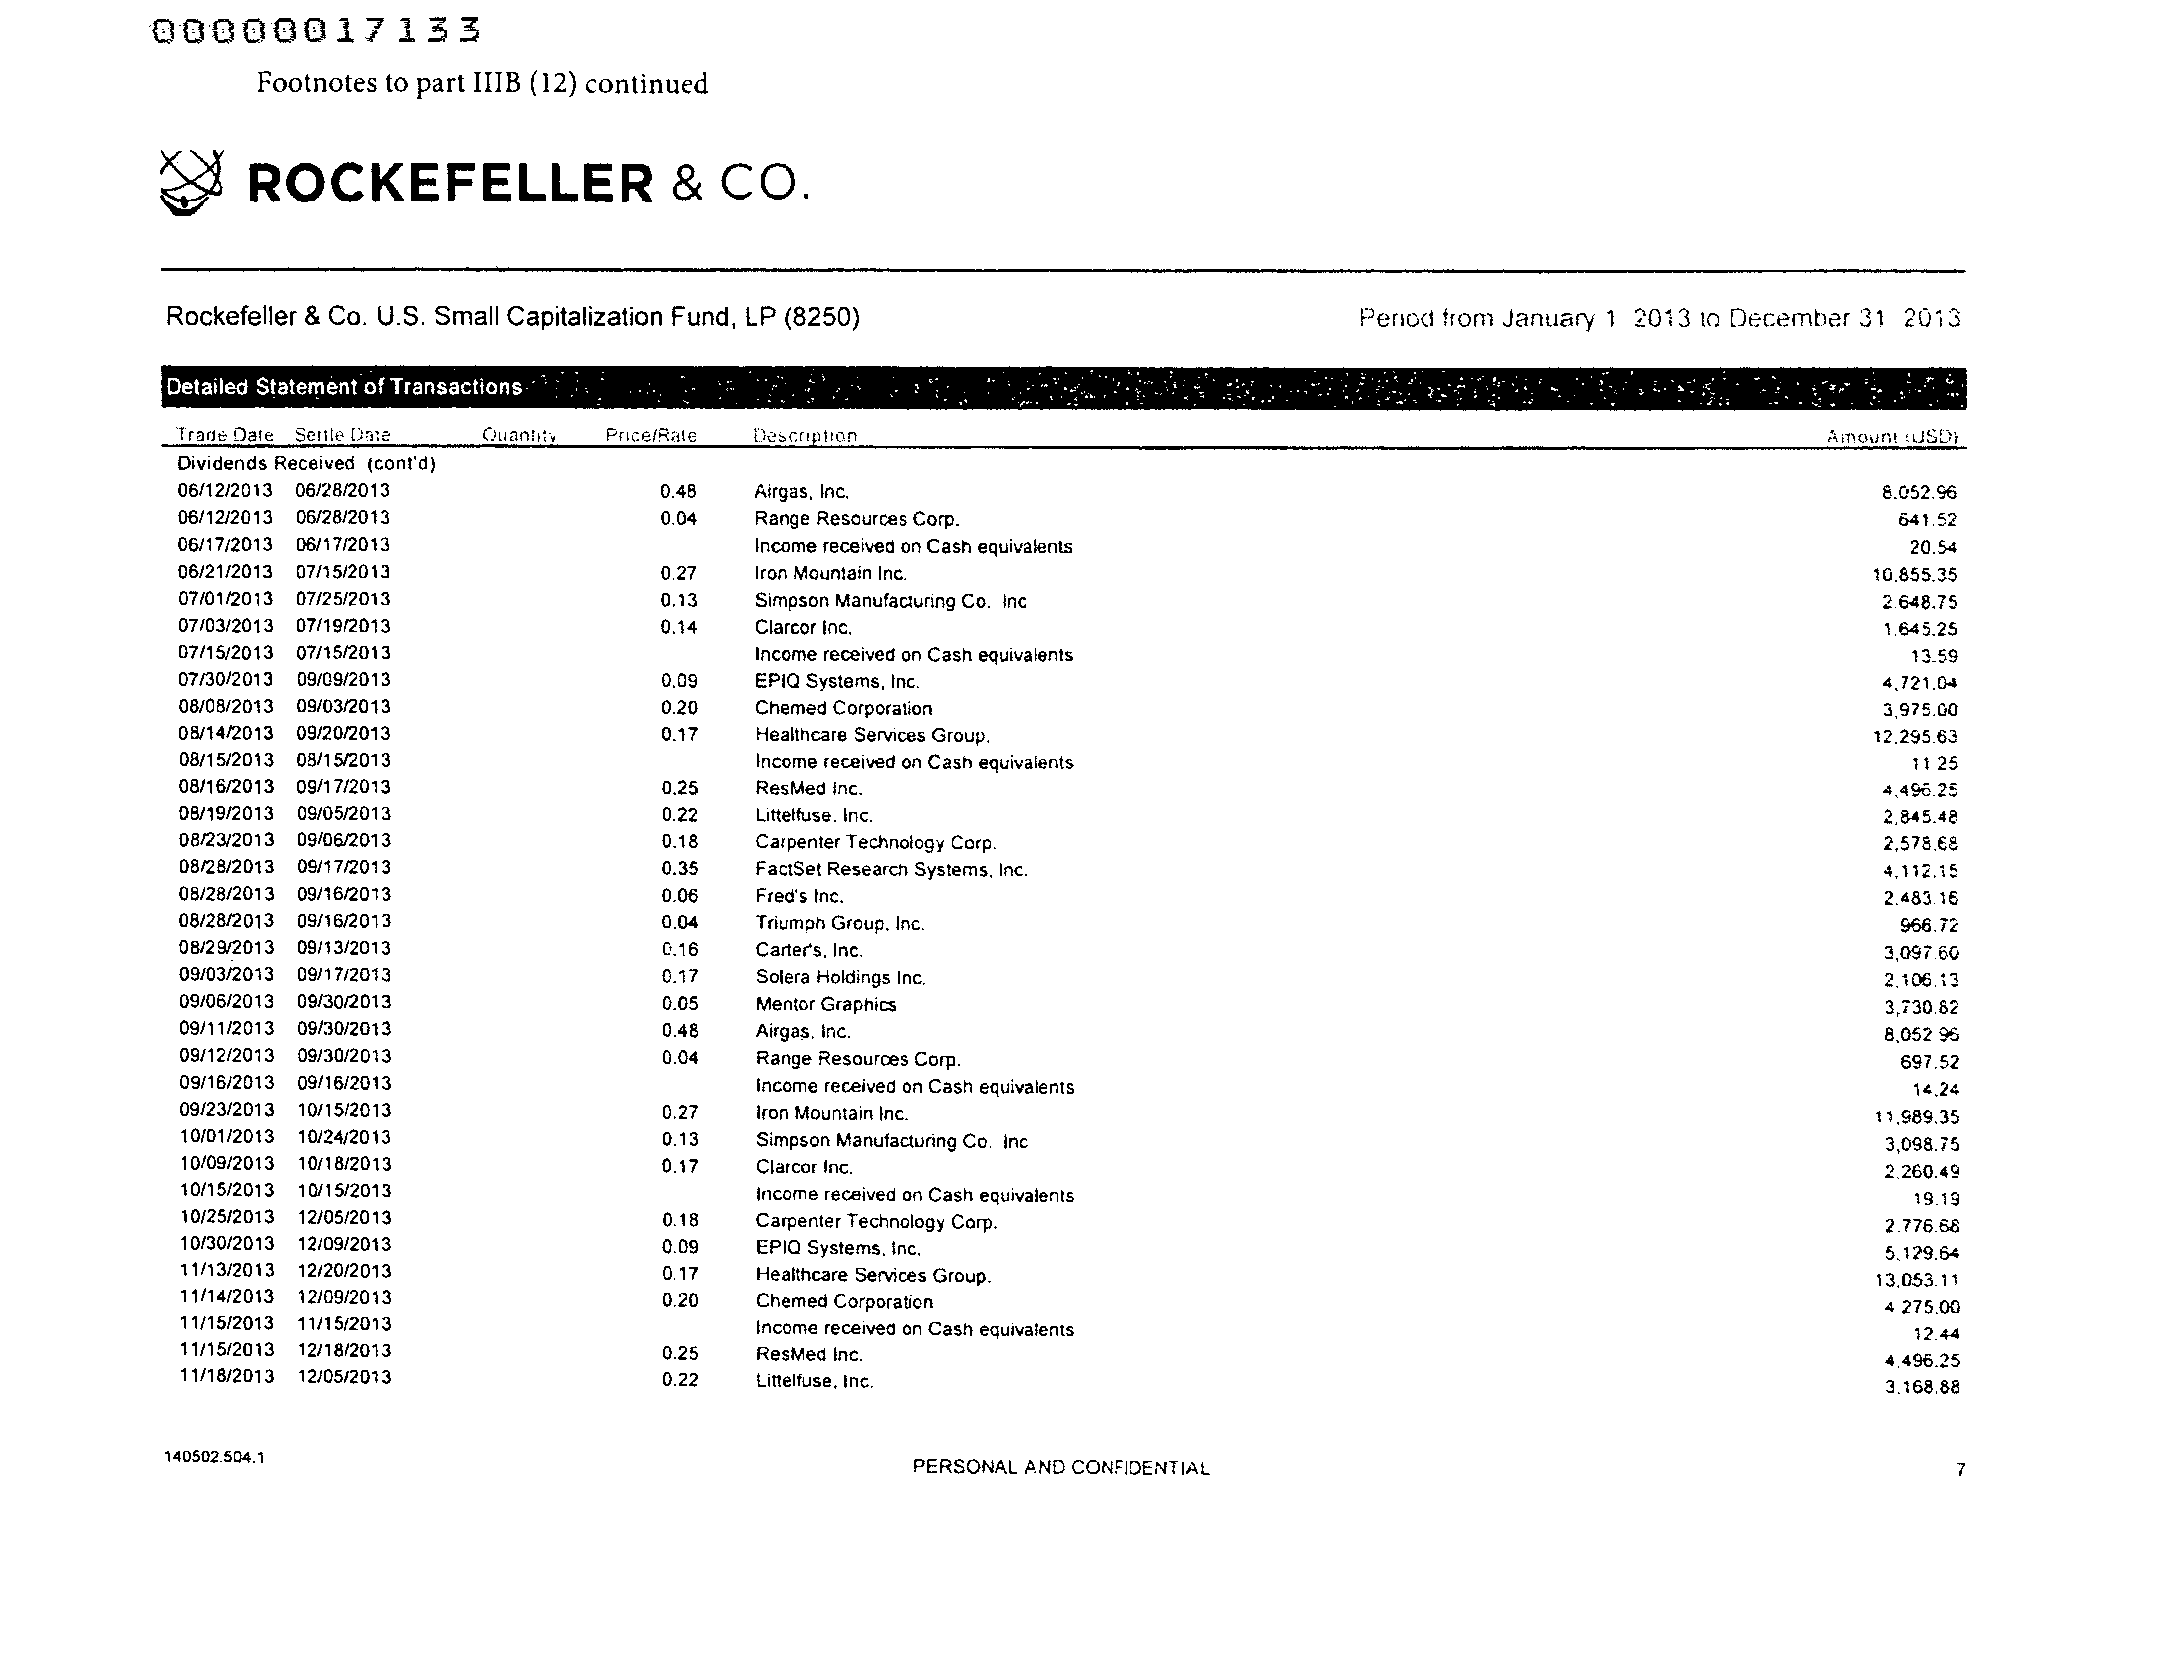 00000017133
Footnotes to part IIIB (12) continued
ROCKEFELLER & CO.
Rockefeller & Co. U.S. Small Capitalization Fund, LP (8250) Period from January 1 2013 to December 31 2013
Detailed Statement of Transactions
Trade Date Settle Date Quantity Price/Rate Description Amount (USD)
Dividends Received (cont'd)
06/12/2013 06/28/2013 0.48 Airgas, Inc. 8,052.96
06/12/2013 06/28/2013 0.04 Range Resources Corp. 641.52
06/17/2013 06/17/2013 Income received on Cash equivalents 20.54
06/21/2013 07/15/2013 0.27 Iron Mountain Inc. 10,855.35
07/01/2013 07/25/2013 0.13 Simpson Manufacturing Co. Inc 2,648.75
07/03/2013 07/19/2013 0.14 Clarcor Inc. 1,645.25
07/15/2013 07/15/2013 Income received on Cash equivalents 13.59
07/30/2013 09/09/2013 0.09 EPIQ Systems, Inc. 4,721.04
08/08/2013 09/03/2013 0.20 Chemed Corporation 3,975.00
08/14/2013 09/20/2013 0.17 Healthcare Services Group. 12,295.63
08/15/2013 08/15/2013 Income received on Cash equivalents 11 25
08/16/2013 09/17/2013 0.25 ResMed Inc. 4,496.25
08/19/2013 09/05/2013 0.22 Littelfuse, Inc. 2,845.48
08/23/2013 09/06/2013 0.18 Carpenter Technology Corp. 2,578.68
08/28/2013 09/17/2013 0.35 FactSet Research Systems, Inc. 4,112.15
08/28/2013 09/16/2013 0.06 Fred's Inc. 2,483.16
08/28/2013 09/16/2013 0.04 Triumph Group, Inc. 966.72
08/29/2013 09/13/2013 0.16 Carter's, Inc. 3,097.60
09/03/2013 09/17/2013 0.17 Solera Holdings Inc. 2,106.13
09/06/2013 09/30/2013 0.05 Mentor Graphics 3,730.82
09/11/2013 09/30/2013 0.48 Airgas, Inc. 8,052 96
09/12/2013 09/30/2013 0.04 Range Resources Corp. 697.52
09/16/2013 09/16/2013 Income received on Cash equivalents 14.24
09/23/2013 10/15/2013 0.27 Iron Mountain Inc. 11,989.35
10/01/2013 10/24/2013 0.13 Simpson Manufacturing Co. Inc 3,098.75
10/09/2013 10/18/2013 0.17 Clarcor Inc. 2,260.49
10/15/2013 10/15/2013 Income received on Cash equivalents 19.19
10/25/2013 12/05/2013 0.18 Carpenter Technology Corp. 2,776.68
10/30/2013 12/09/2013 0.09 EPIQ Systems, Inc. 5,129.64
11/13/2013 12/20/2013 0.17 Healthcare Services Group. 13,053.11
11/14/2013 12/09/2013 0.20 Chemed Corporation 4 275.00
11/15/2013 11/15/2013 Income received on Cash equivalents 12.44
11/15/2013 12/18/2013 0.25 ResMed Inc. 4,496.25
11/18/2013 12/05/2013 0.22 Littelfuse, Inc. 3,168.88
140502.504.1 PERSONAL AND CONFIDENTIAL 7